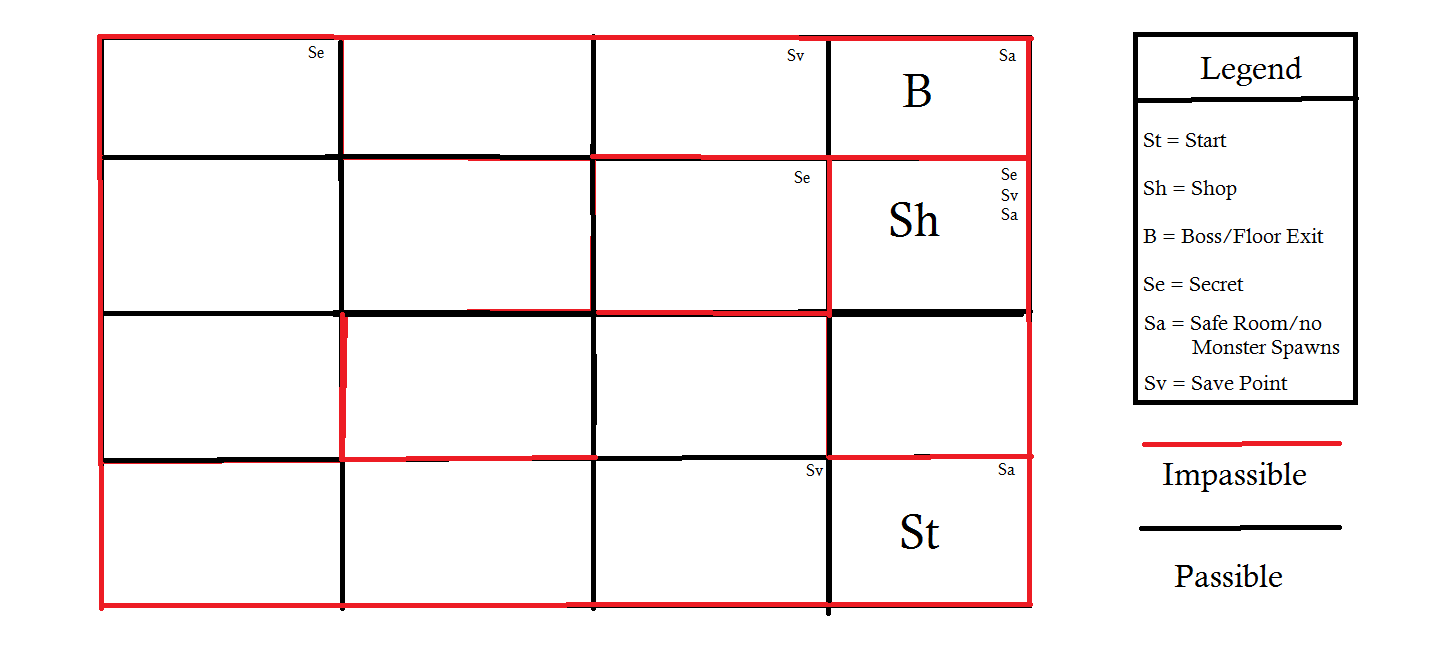 Se
Sv
Sa
B
Se
Se
Sv
Sa
Sh
Sv
Sa
St
Legend
St = Start
Sh = Shop
B = Boss/Floor Exit
Se = Secret
Sa = Safe Room/no
Monster Spawns
Sv = Save Point
Impassible
Passible